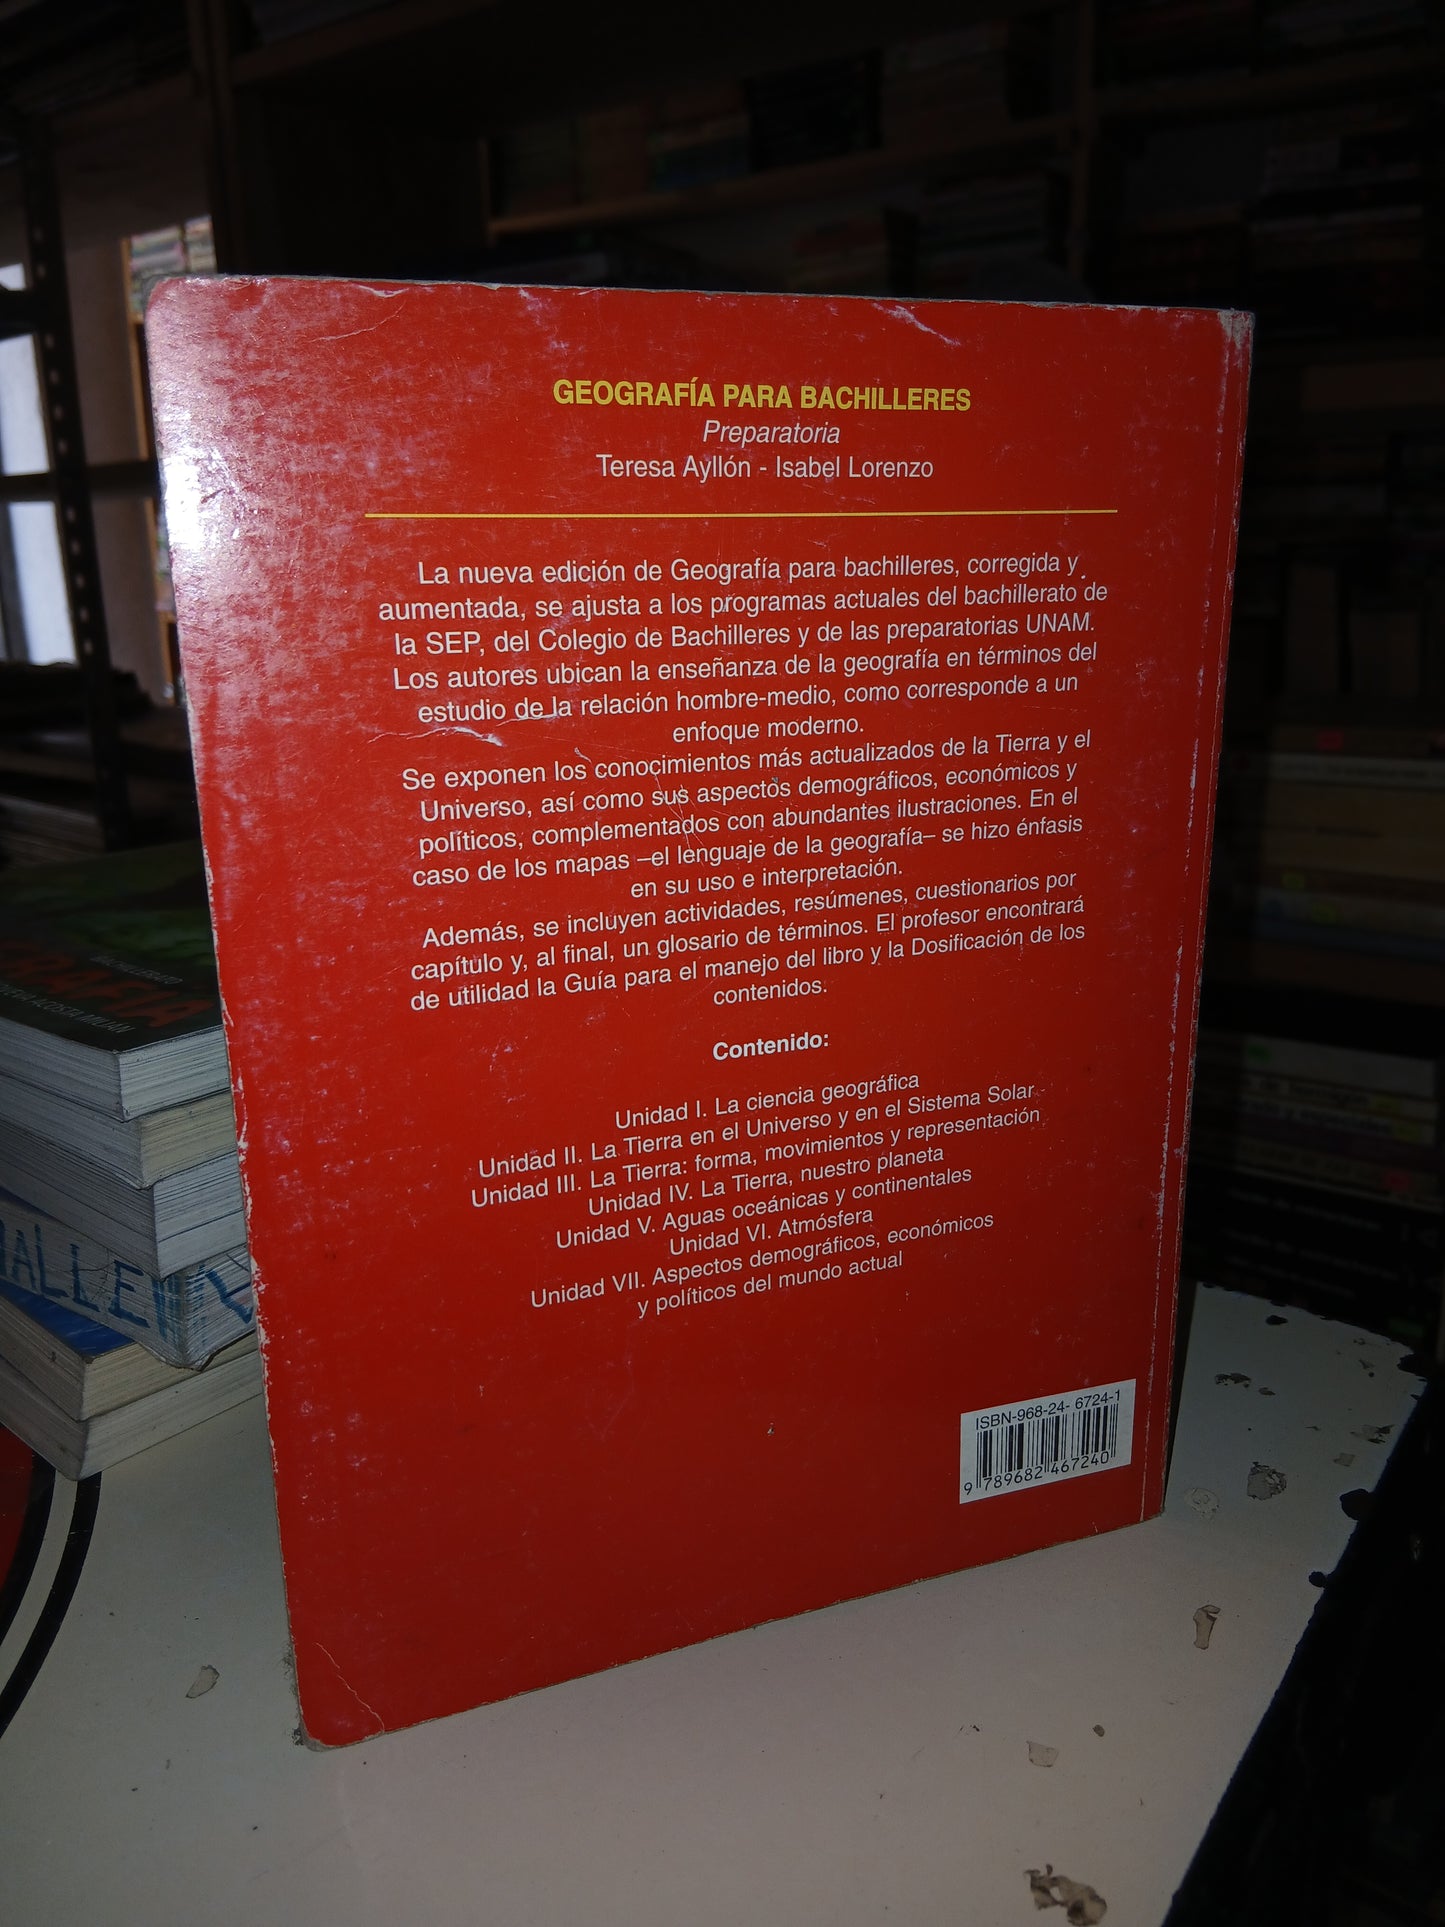 GEOGRAFÍA PARA BACHILLERES
Preparatoria
Teresa Ayllón - Isabel Lorenzo
La nueva edición de Geografía para bachilleres, corregida y
aumentada, se ajusta a los programas actuales del bachillerato de
la SEP, del Colegio de Bachilleres y de las preparatorias UNAM.
Los autores ubican la enseñanza de la geografía en términos del
estudio de la relación hombre-medio, como corresponde a un
enfoque moderno.
Se exponen los conocimientos más actualizados de la Tierra y el
Universo, así como sus aspectos demográficos, económicos y
políticos, complementados con abundantes ilustraciones. En el
caso de los mapas –el lenguaje de la geografía– se hizo énfasis
en su uso e interpretación.
Además, se incluyen actividades, resúmenes, cuestionarios por
capítulo y, al final, un glosario de términos. El profesor encontrará
de utilidad la Guía para el manejo del libro y la Dosificación de los
contenidos.
Contenido:
Unidad I. La ciencia geográfica
Unidad II. La Tierra en el Universo y en el Sistema Solar
Unidad III. La Tierra: forma, movimientos y representación
Unidad IV. La Tierra, nuestro planeta
Unidad V. Aguas oceánicas y continentales
Unidad VI. Atmósfera
Unidad VII. Aspectos demográficos, económicos
y políticos del mundo actual
ISBN-968-24- 6724-1
9 789682 467240
BACHILLERATO